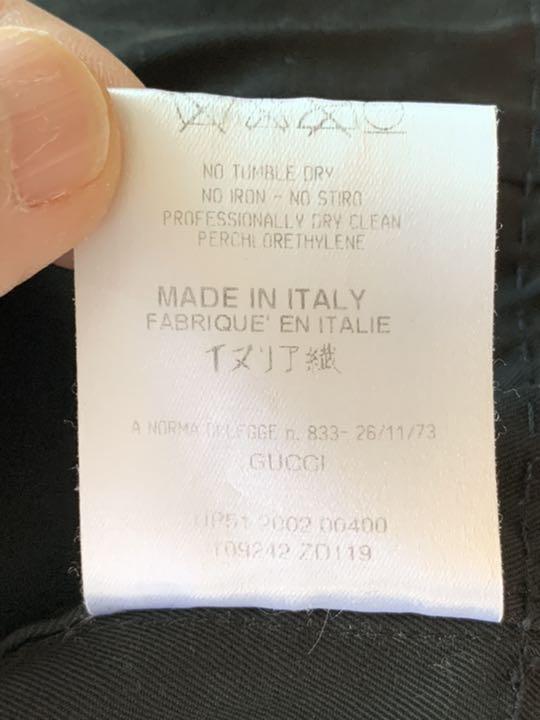 NO TUMBLE DRY
NO IRON - NO STIRO
PROFESSIONALLY DRY CLEAN
PERCHLORETHYLENE
MADE IN ITALY
FABRIQUE' EN ITALIE
イヌリア織
A NORMA DI LEGGE n. 833- 26/11/73
GUCCI
UP51 2002 00400
T09242 ZD119